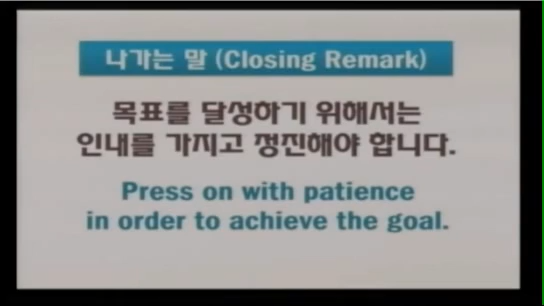 나가는 말 (Closing Remark)
목표를 달성하기 위해서는
인내를 가지고 정진해야 합니다.
Press on with patience
in order to achieve the goal.